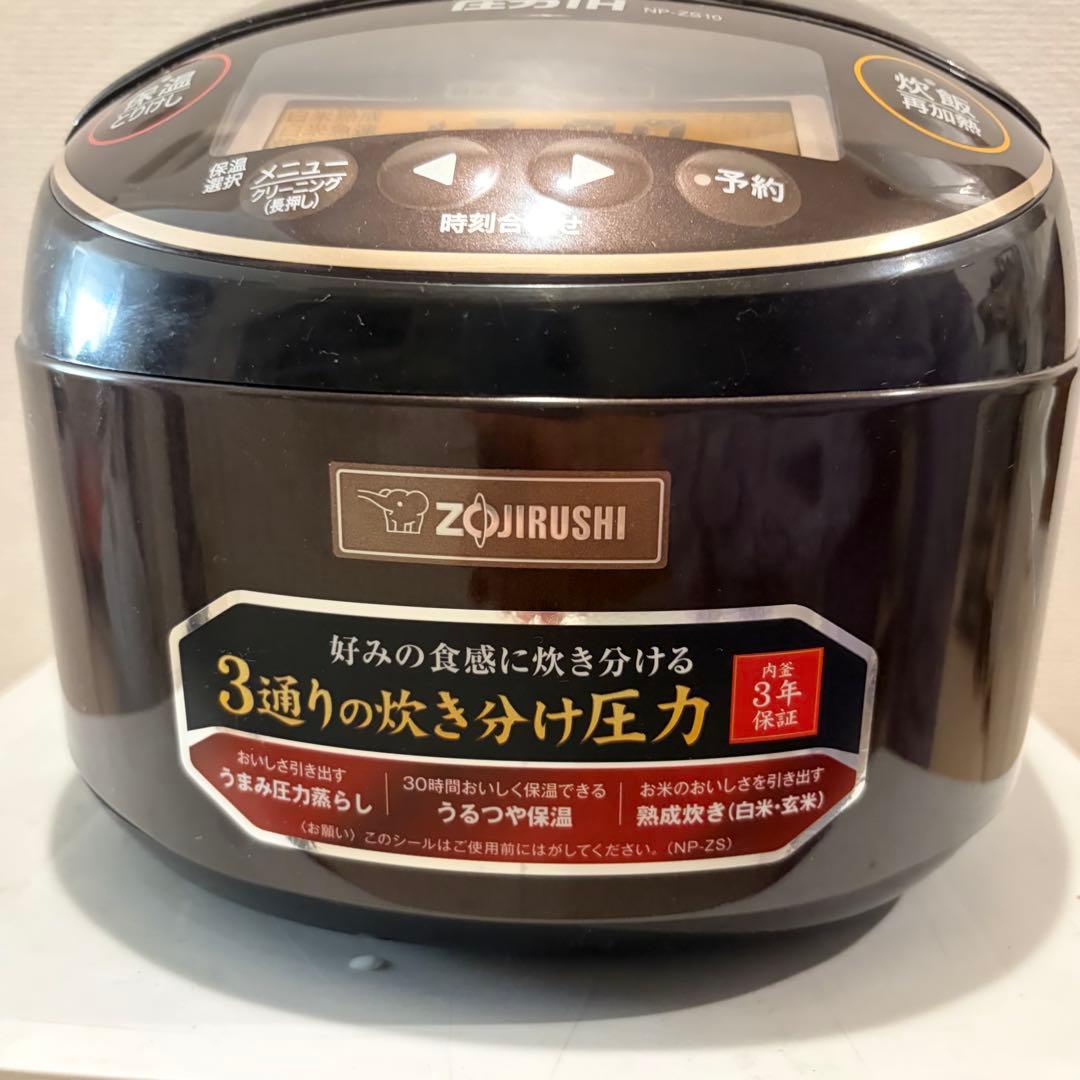 圧力IH NP-ZS10
保温
とりけし
炊飯
再加熱
保温
選択
メニュー
クリーニング
(長押し)
予約
時刻合わせ
ZOJIRUSHI
好みの食感に炊き分ける
3通りの炊き分け圧力
内釜
3年
保証
おいしさ引き出す
うまみ圧力蒸らし
30時間おいしく保温できる
うるつや保温
お米のおいしさを引き出す
熟成炊き(白米・玄米)
〈お願い〉このシールはご使用前にはがしてください。(NP-ZS)